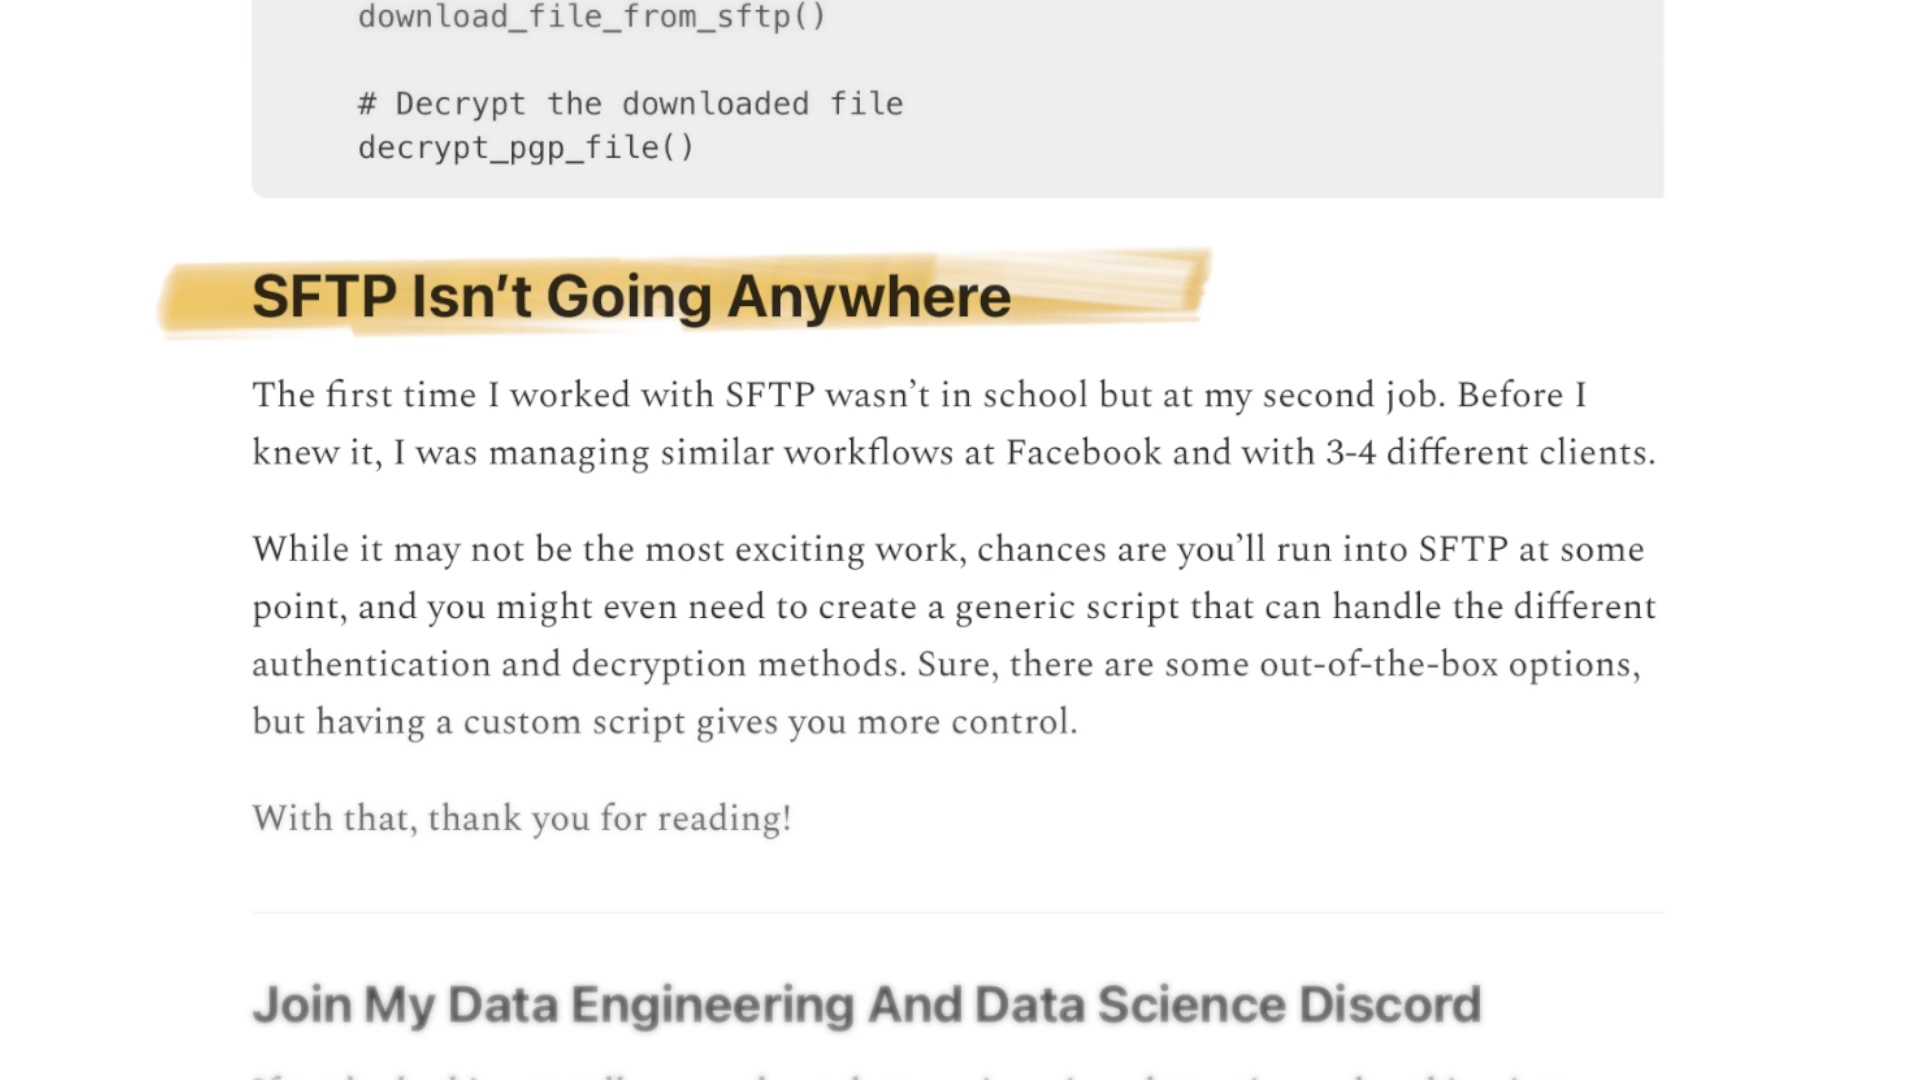 download_file_from_sftp()
# Decrypt the downloaded file
decrypt_pgp_file()
SFTP Isn’t Going Anywhere
The first time I worked with SFTP wasn’t in school but at my second job. Before I
knew it, I was managing similar workflows at Facebook and with 3-4 different clients.
While it may not be the most exciting work, chances are you’ll run into SFTP at some
point, and you might even need to create a generic script that can handle the different
authentication and decryption methods. Sure, there are some out-of-the-box options,
but having a custom script gives you more control.
With that, thank you for reading!
Join My Data Engineering And Data Science Discord